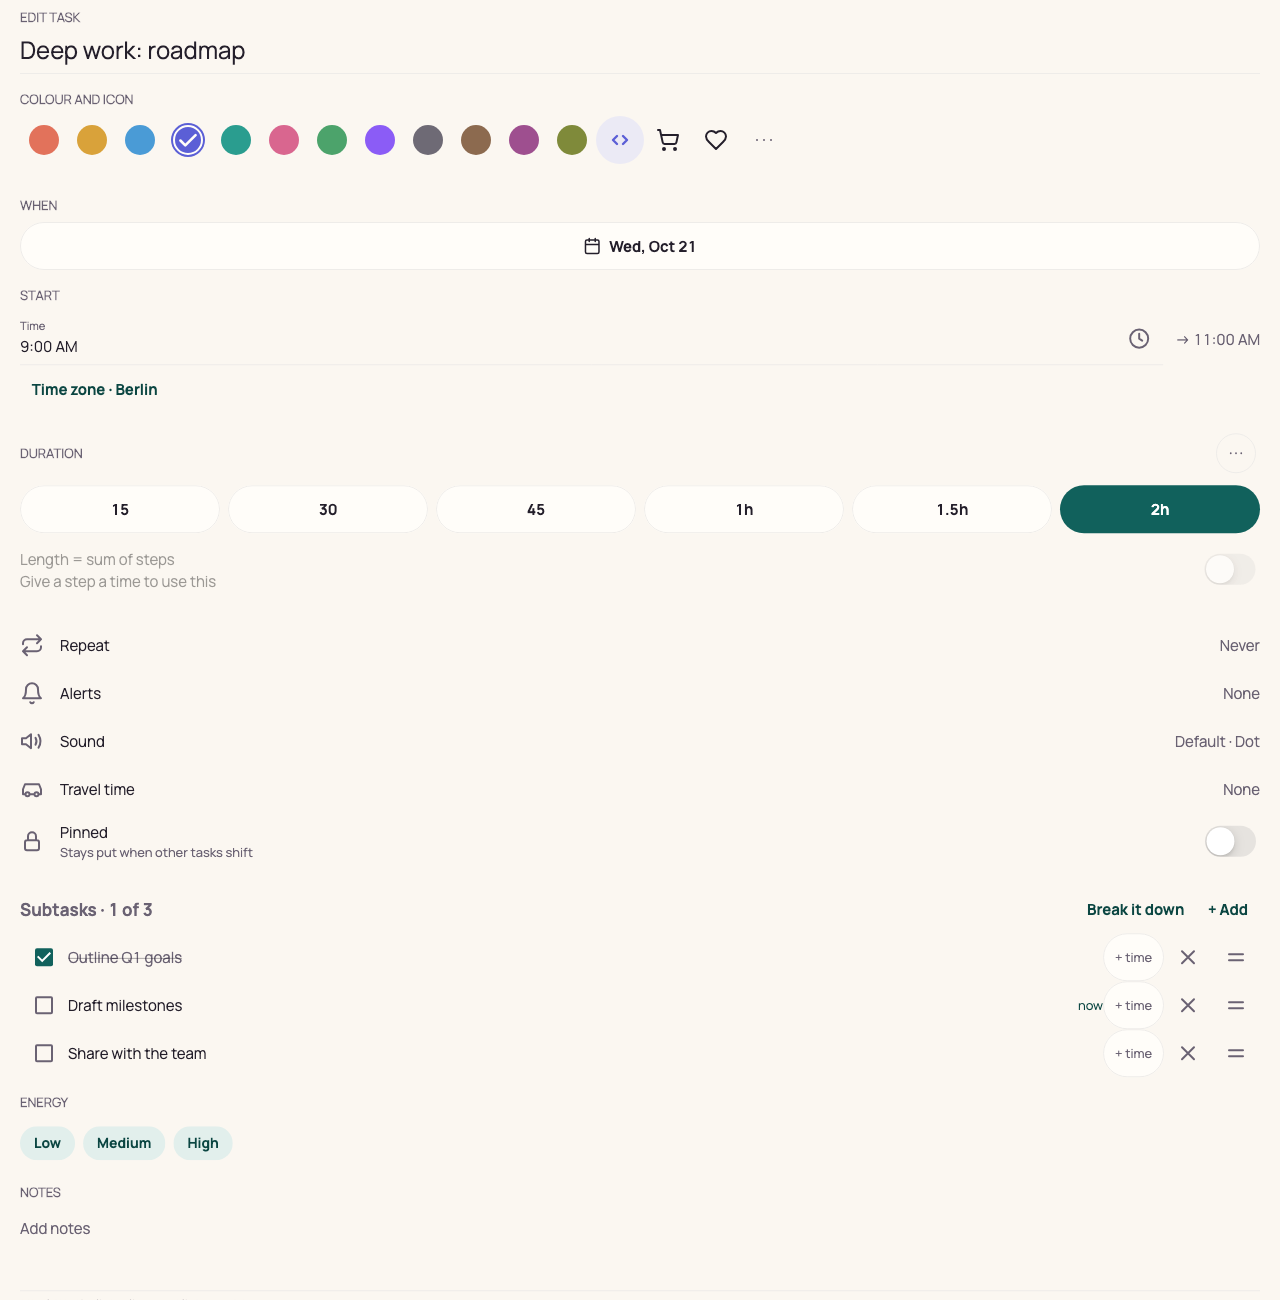 EDIT TASK
Deep work: roadmap
COLOUR AND ICON
···
WHEN
Wed, Oct 21
START
Time
9:00 AM
→ 11:00 AM
Time zone · Berlin
DURATION
···
15 30 45 1h 1.5h 2h
Length = sum of steps
Give a step a time to use this
Repeat Never
Alerts None
Sound Default · Dot
Travel time None
Pinned
Stays put when other tasks shift
Subtasks · 1 of 3 Break it down + Add
Outline Q1 goals + time
Draft milestones now + time
Share with the team + time
ENERGY
Low Medium High
NOTES
Add notes